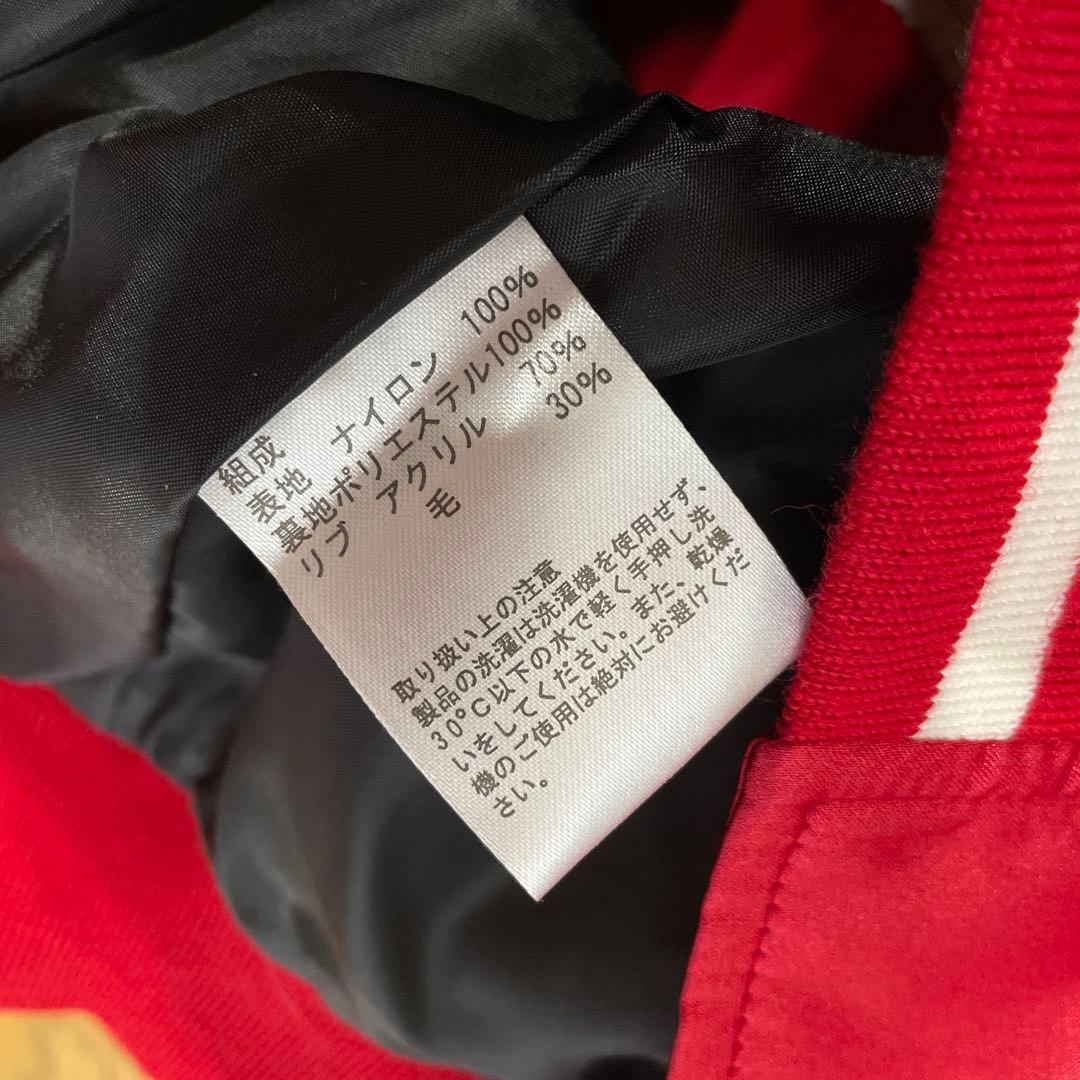 組成
表地 ナイロン 100%
裏地ポリエステル100%
リブ アクリル 70%
毛 30%
取り扱い上の注意
製品の洗濯は洗濯機を使用せず、
30°C以下の水で軽く手押し洗
いをしてください。また、乾燥
機のご使用は絶対にお避けくだ
さい。